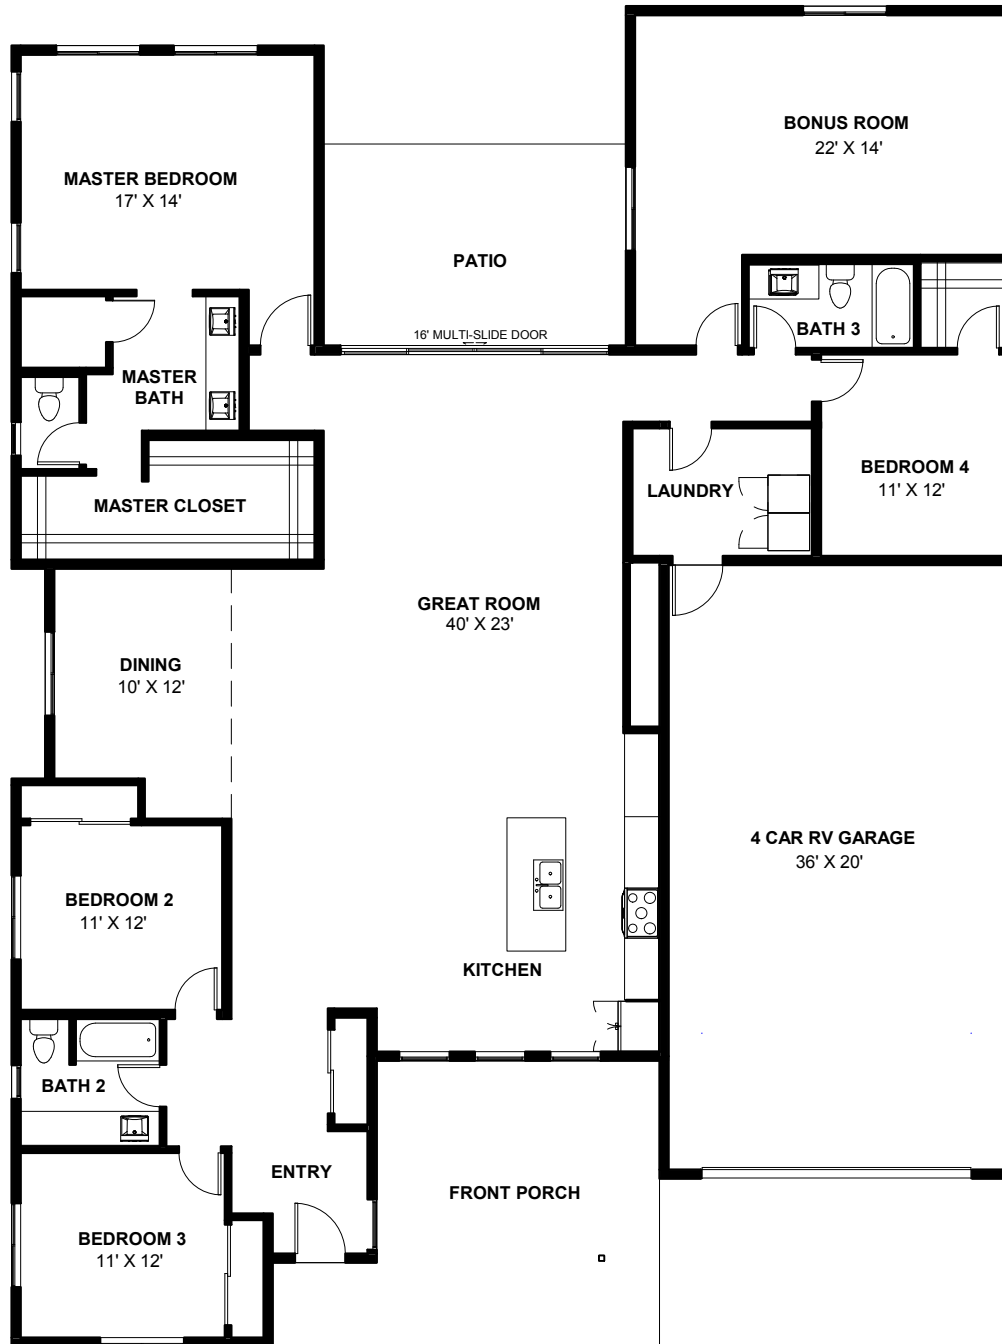 BONUS ROOM
22' X 14'
MASTER BEDROOM
17' X 14'
PATIO
16' MULTI-SLIDE DOOR
BATH 3
MASTER
BATH
BEDROOM 4
11' X 12'
LAUNDRY
MASTER CLOSET
GREAT ROOM
40' X 23'
DINING
10' X 12'
4 CAR RV GARAGE
36' X 20'
BEDROOM 2
11' X 12'
KITCHEN
BATH 2
ENTRY
FRONT PORCH
BEDROOM 3
11' X 12'